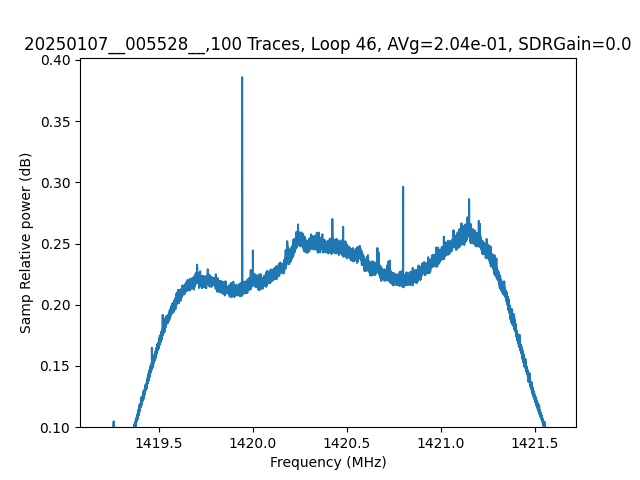 20250107__005528__,100 Traces, Loop 46, AVg=2.04e-01, SDRGain=0.0
0.40
0.35
0.30
0.25
0.20
0.15
0.10
Samp Relative power (dB)
1419.5 1420.0 1420.5 1421.0 1421.5
Frequency (MHz)